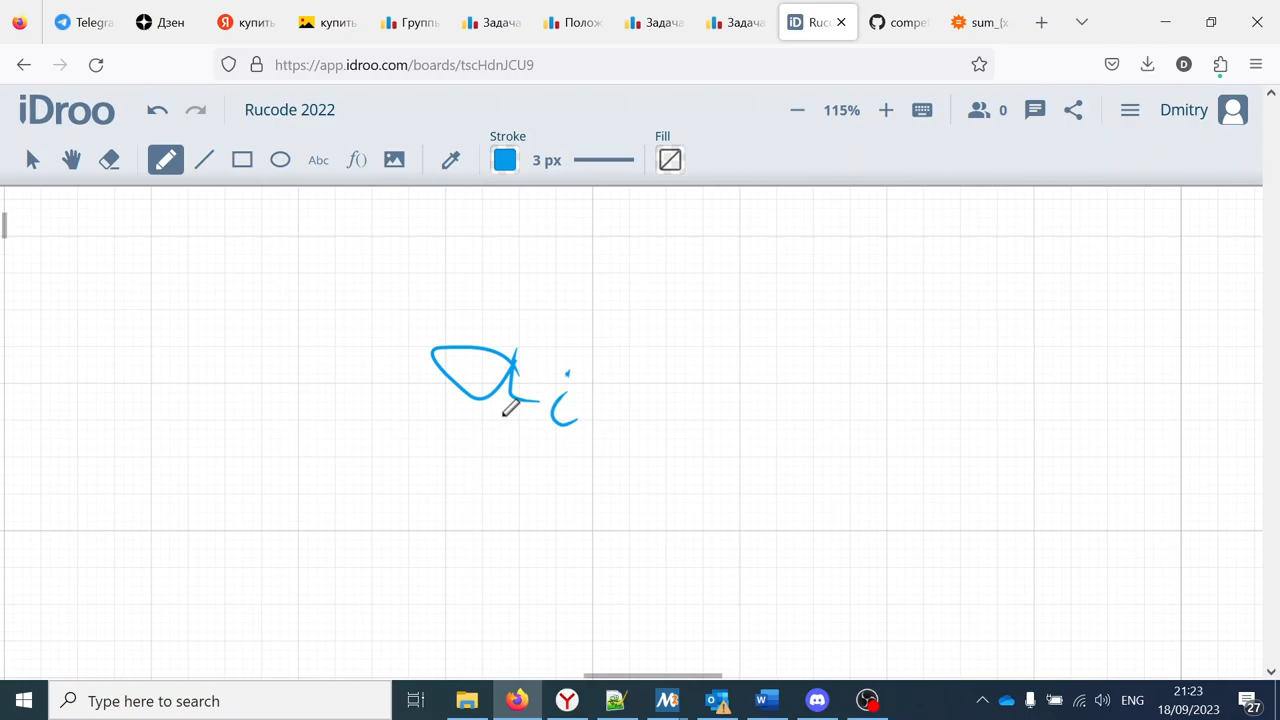 Telegra Дзен купить купить Группы Задача Полож Задача Задача Ruco compet sum_{x
https://app.idroo.com/boards/tscHdnJCU9
iDroo Rucode 2022 115% 0 Dmitry
Abc f() Stroke 3 px Fill
D
a i
Type here to search
ENG 21:23 18/09/2023 27